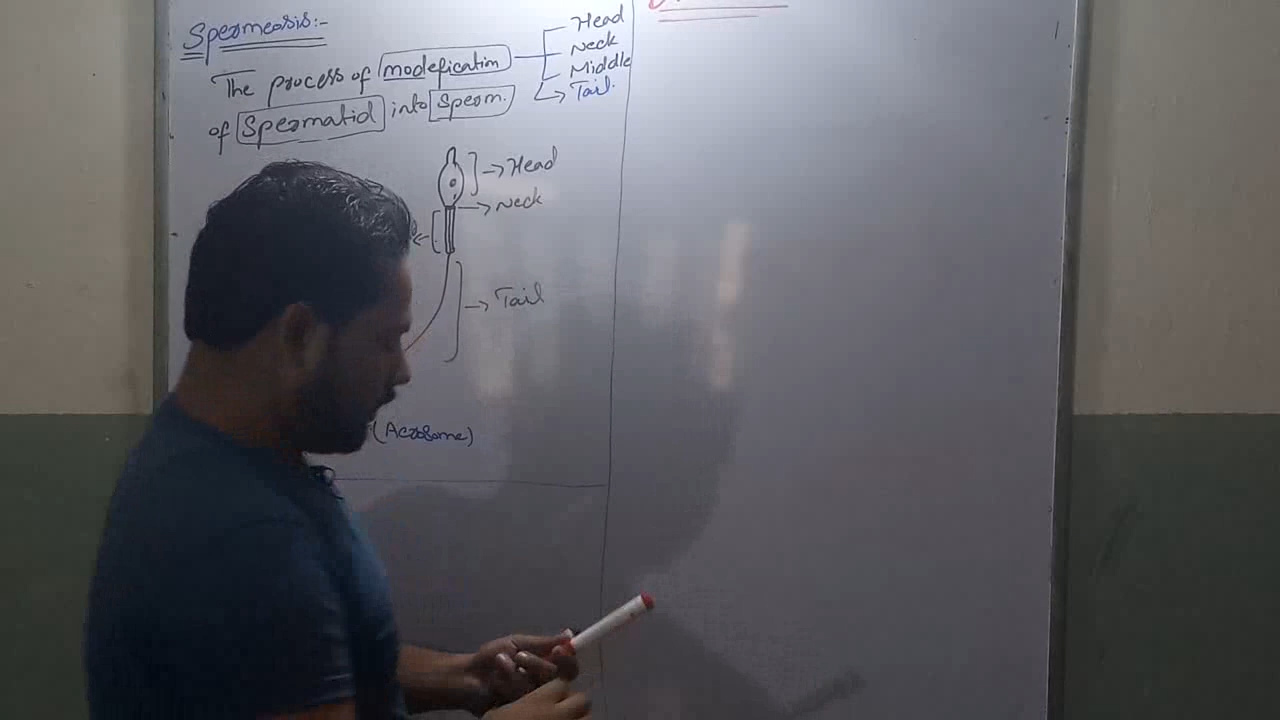 Spermeosis:-
The process of modefication
of Spermatid into Sperm.
Head
Neck
Middle
Tail.
Head
Neck
Tail
(Acrosome)